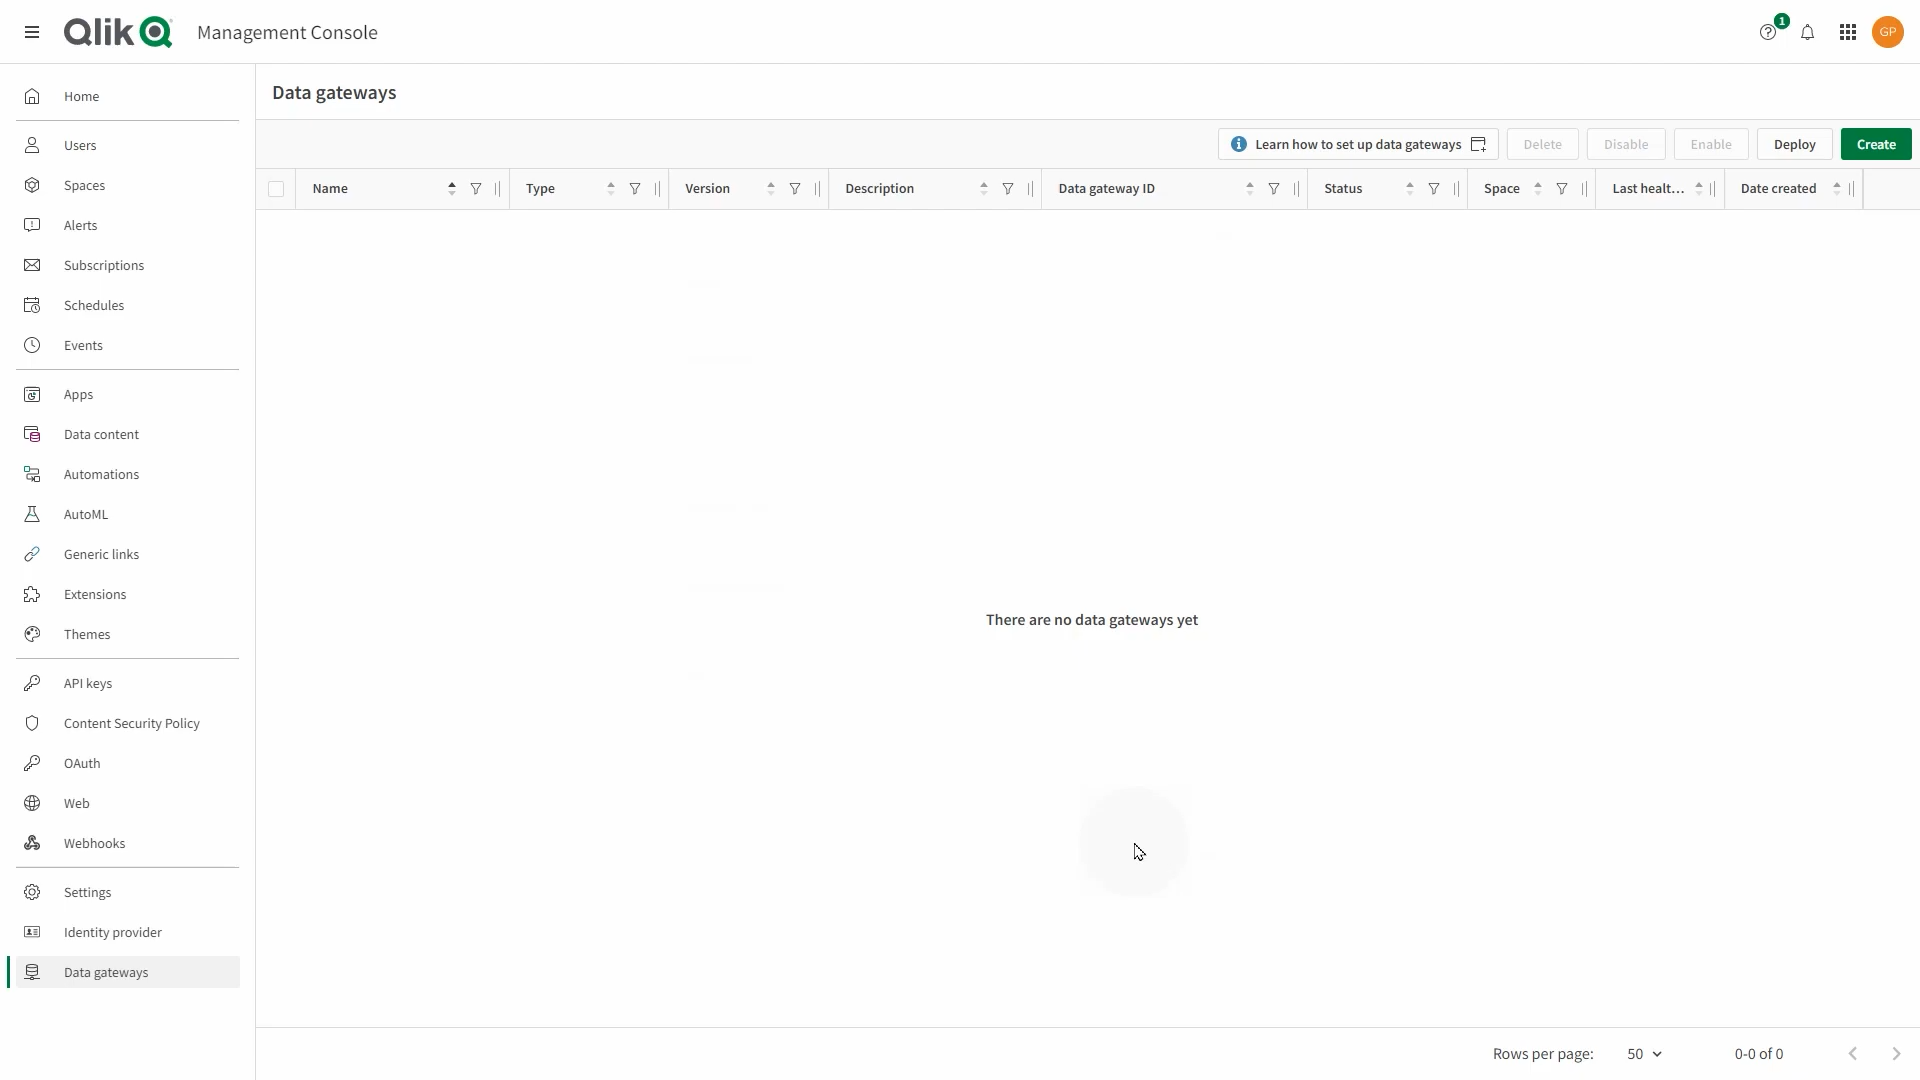 Qlik
Management Console
1
GP
Home
Users
Spaces
Alerts
Subscriptions
Schedules
Events
Apps
Data content
Automations
AutoML
Generic links
Extensions
Themes
API keys
Content Security Policy
OAuth
Web
Webhooks
Settings
Identity provider
Data gateways
Data gateways
Learn how to set up data gateways
Delete
Disable
Enable
Deploy
Create
Name
Type
Version
Description
Data gateway ID
Status
Space
Last healt...
Date created
There are no data gateways yet
Rows per page:
50
0-0 of 0